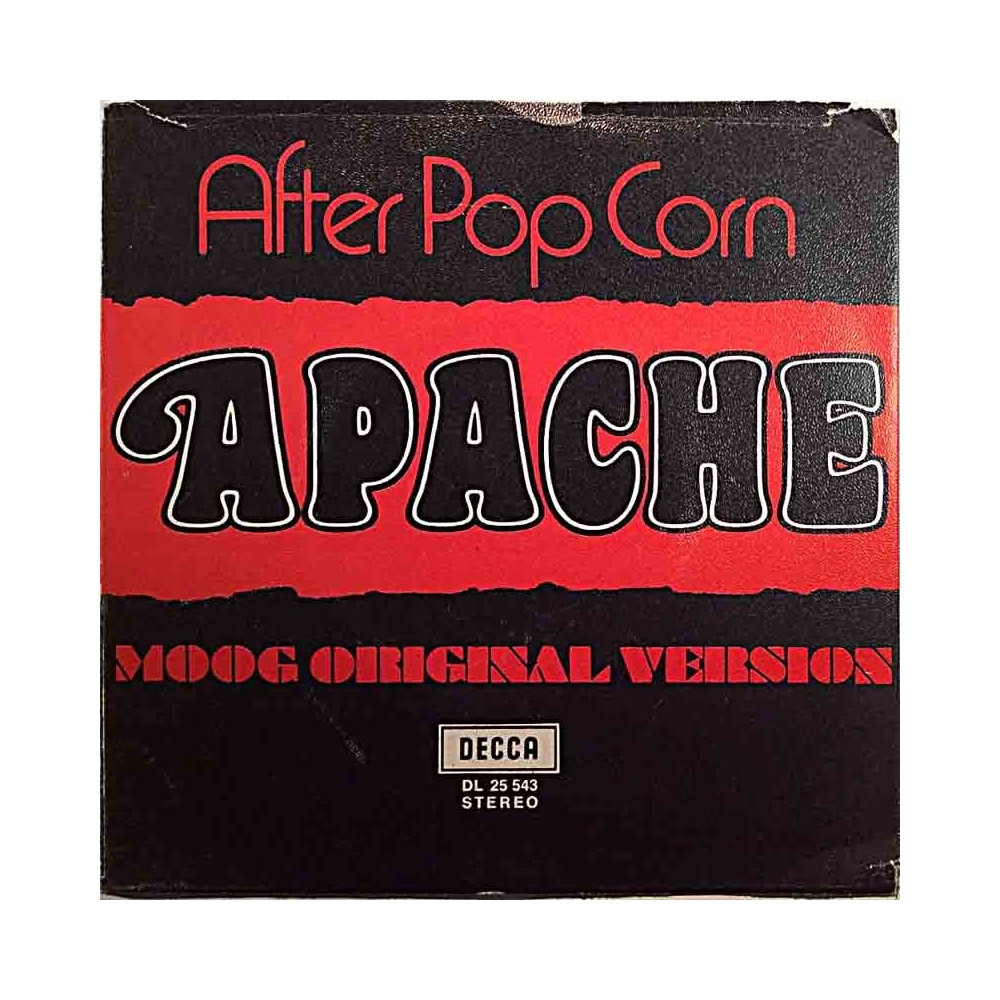 After Pop Corn
APACHE
MOOG ORIGINAL VERSION
DECCA
DL 25 543
STEREO